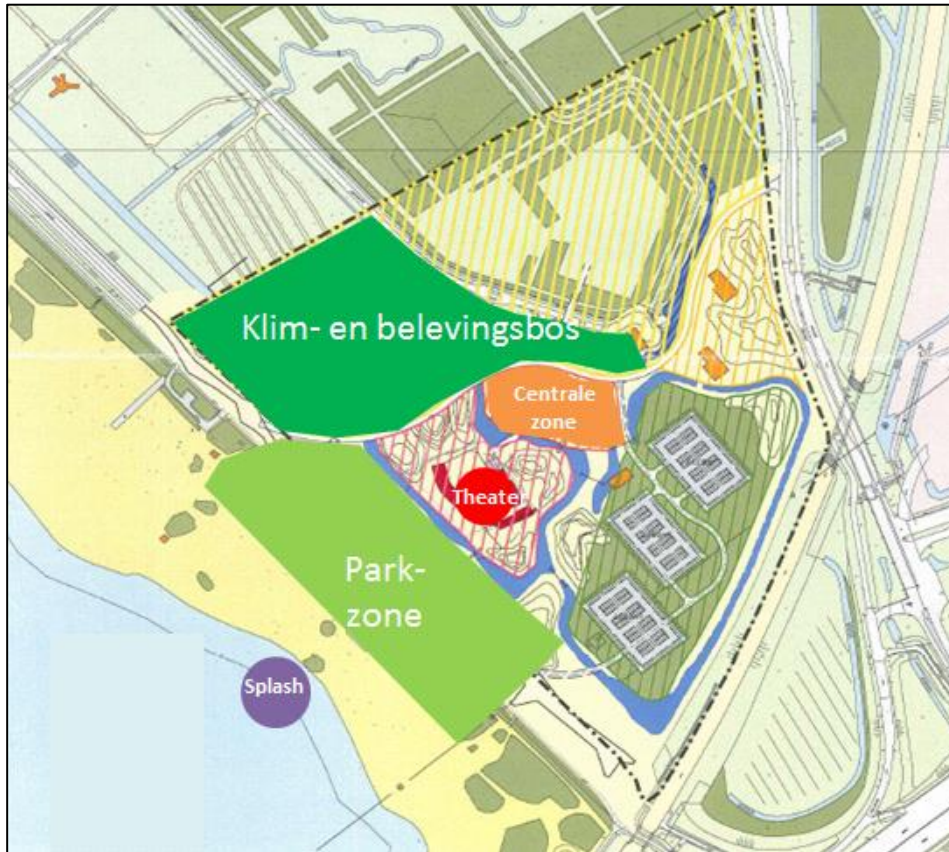 Klim- en belevingsbos
Centrale
zone
Theater
Park-
zone
Splash